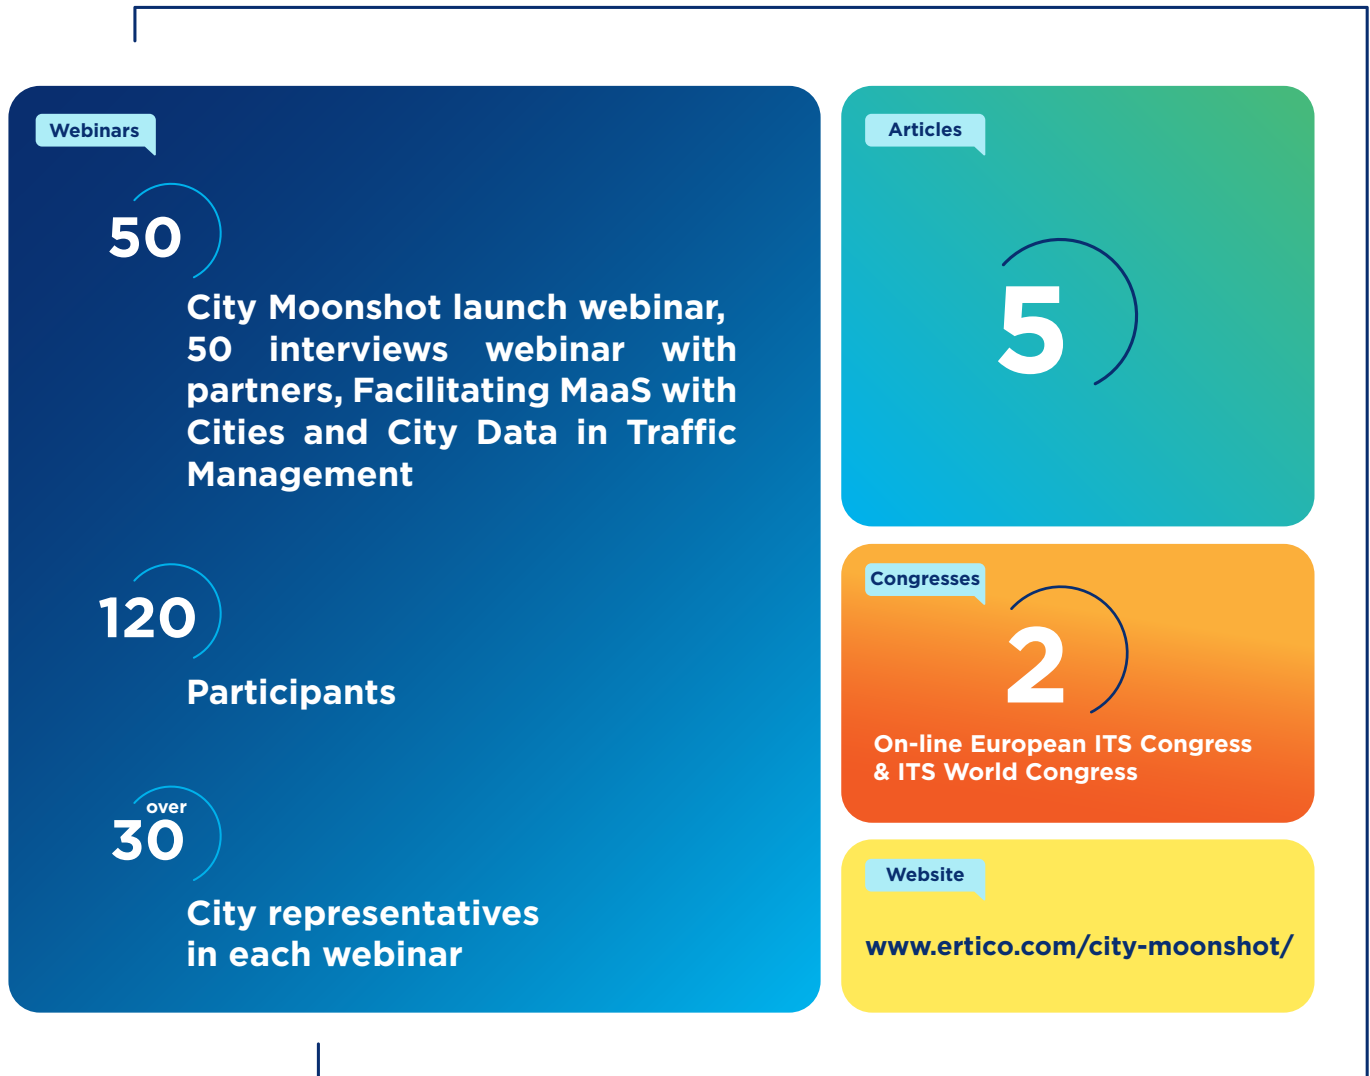 Webinars
50
City Moonshot launch webinar,
50 interviews webinar with
partners, Facilitating MaaS with
Cities and City Data in Traffic
Management
120
Participants
over
30
City representatives
in each webinar
Articles
5
Congresses
2
On-line European ITS Congress
& ITS World Congress
Website
www.ertico.com/city-moonshot/